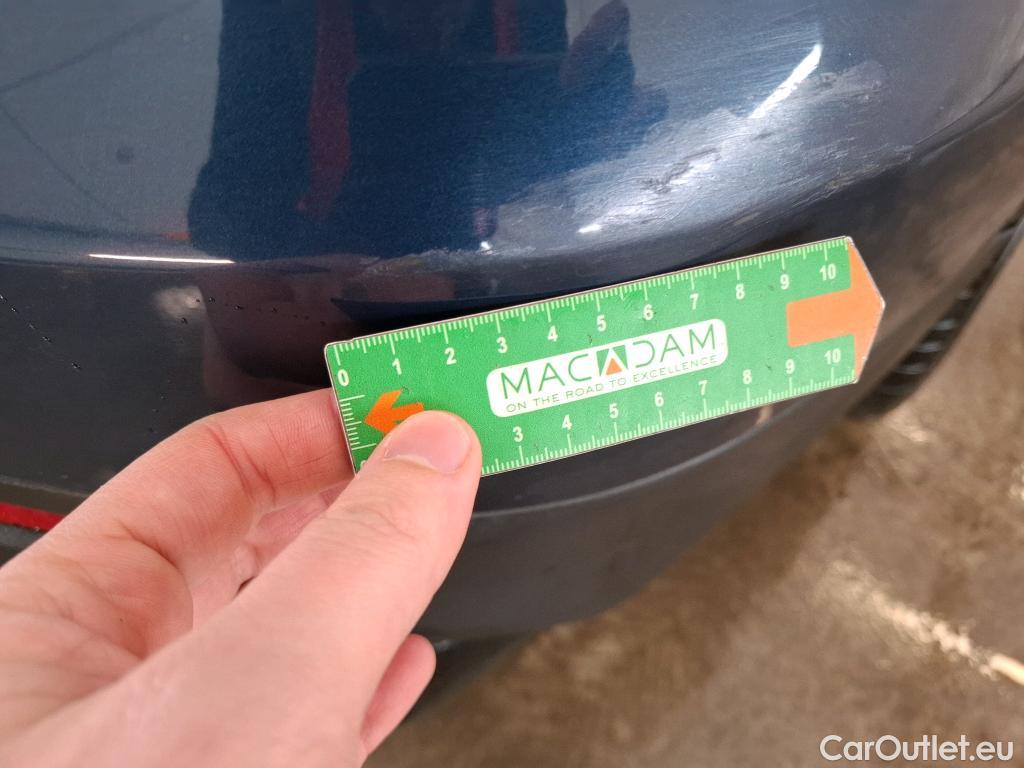 0 1 2 3 4 5 6 7 8 9 10
MACADAM
ON THE ROAD TO EXCELLENCE
3 4 5 6 7 8 9 10
CarOutlet.eu